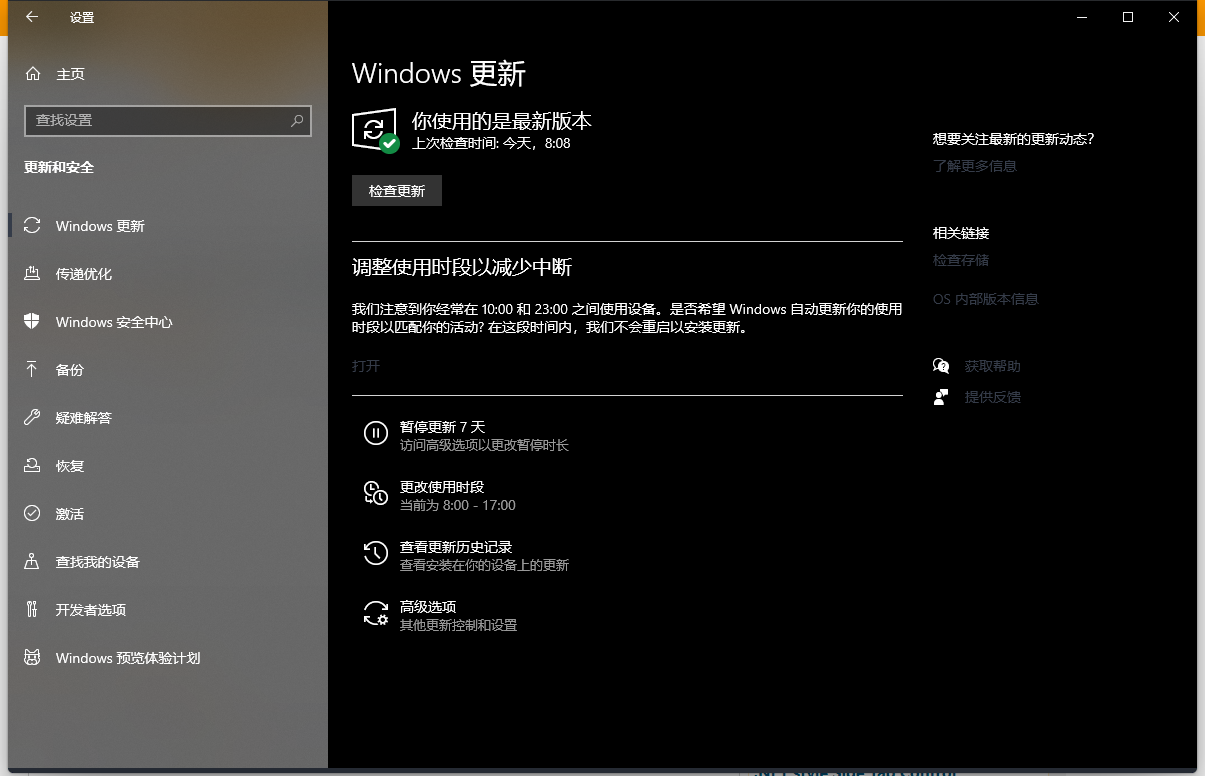 设置
主页
查找设置
更新和安全
Windows 更新
传递优化
Windows 安全中心
备份
疑难解答
恢复
激活
查找我的设备
开发者选项
Windows 预览体验计划
Windows 更新
你使用的是最新版本
上次检查时间: 今天，8:08
检查更新
调整使用时段以减少中断
我们注意到你经常在 10:00 和 23:00 之间使用设备。是否希望 Windows 自动更新你的使用
时段以匹配你的活动? 在这段时间内，我们不会重启以安装更新。
打开
暂停更新 7 天
访问高级选项以更改暂停时长
更改使用时段
当前为 8:00 - 17:00
查看更新历史记录
查看安装在你的设备上的更新
高级选项
其他更新控制和设置
想要关注最新的更新动态?
了解更多信息
相关链接
检查存储
OS 内部版本信息
获取帮助
提供反馈